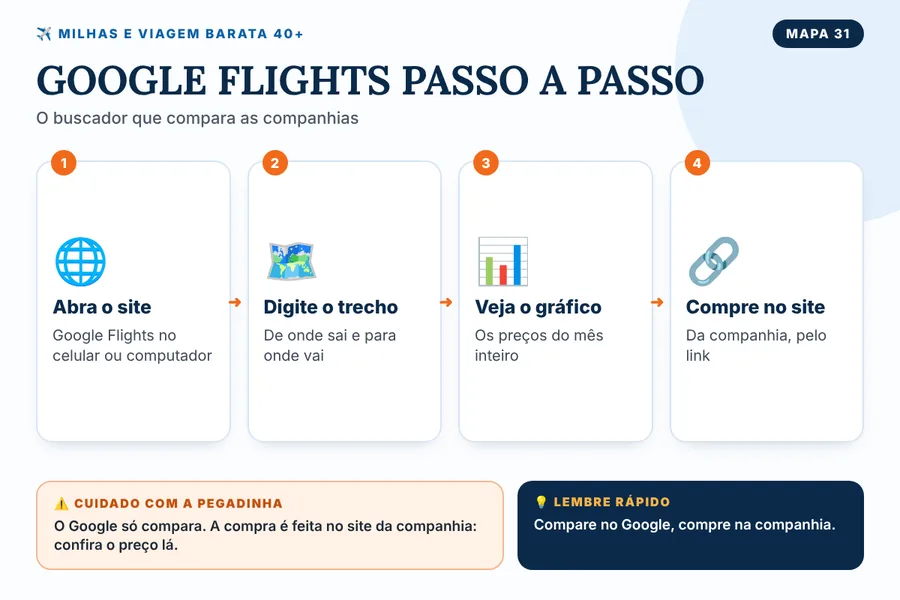 MILHAS E VIAGEM BARATA 40+
MAPA 31
GOOGLE FLIGHTS PASSO A PASSO
O buscador que compara as companhias
1
Abra o site
Google Flights no
celular ou computador
2
Digite o trecho
De onde sai e para
onde vai
3
Veja o gráfico
Os preços do mês
inteiro
4
Compre no site
Da companhia, pelo
link
CUIDADO COM A PEGADINHA
O Google só compara. A compra é feita no site da companhia:
confira o preço lá.
LEMBRE RÁPIDO
Compare no Google, compre na companhia.